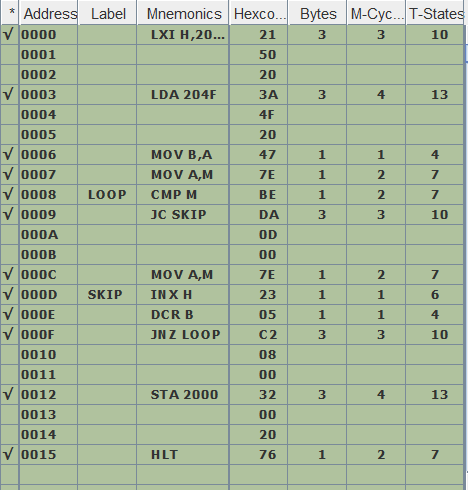 * Address Label Mnemonics Hexco... Bytes M-Cyc... T-States
√ 0000 LXI H,20... 21 3 3 10
0001 50
0002 20
√ 0003 LDA 204F 3A 3 4 13
0004 4F
0005 20
√ 0006 MOV B,A 47 1 1 4
√ 0007 MOV A,M 7E 1 2 7
√ 0008 LOOP CMP M BE 1 2 7
√ 0009 JC SKIP DA 3 3 10
000A 0D
000B 00
√ 000C MOV A,M 7E 1 2 7
√ 000D SKIP INX H 23 1 1 6
√ 000E DCR B 05 1 1 4
√ 000F JNZ LOOP C2 3 3 10
0010 08
0011 00
√ 0012 STA 2000 32 3 4 13
0013 00
0014 20
√ 0015 HLT 76 1 2 7